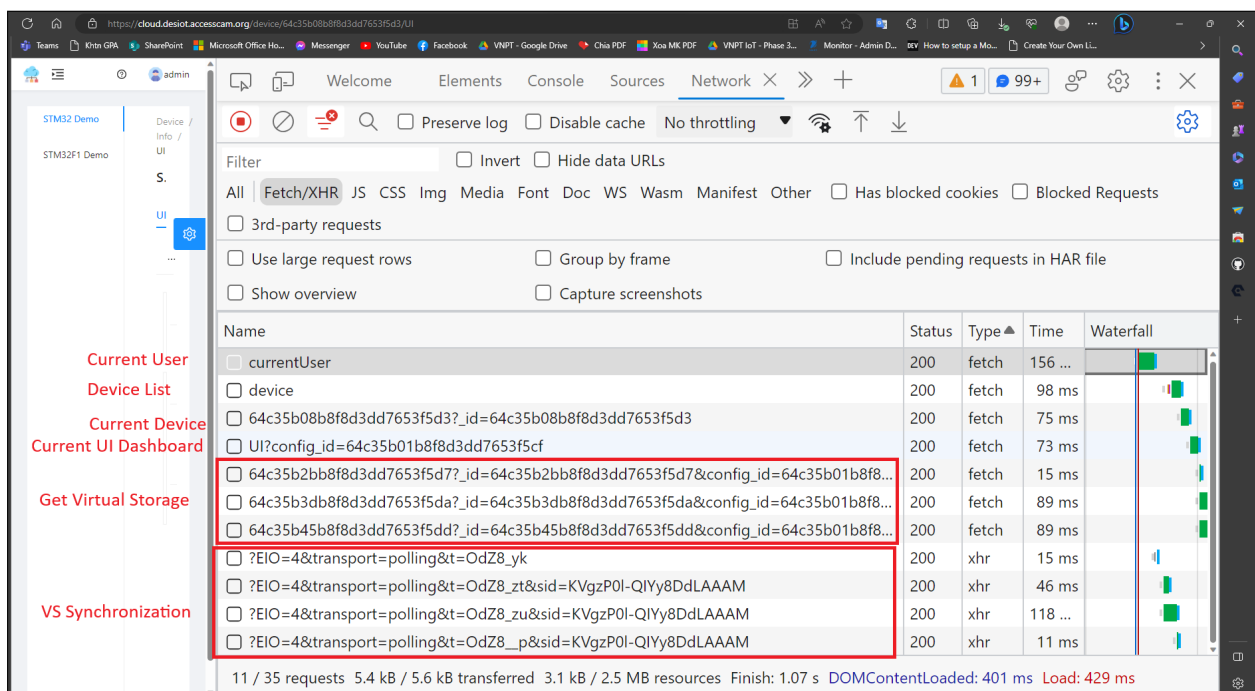 https://cloud.desiot.accesscam.org/device/64c35b08b8f8d3dd7653f5d3/UI
Teams Khtn GPA SharePoint Microsoft Office Ho... Messenger YouTube Facebook VNPT - Google Drive Chia PDF Xoa MK PDF VNPT IoT - Phase 3... Monitor - Admin D... DEV How to setup a Mo... Create Your Own Li...
admin
Welcome Elements Console Sources Network 1 99+
STM32 Demo
Device /
Info /
UI
STM32F1 Demo
S.
UI
...
Preserve log Disable cache No throttling
Filter Invert Hide data URLs
All Fetch/XHR JS CSS Img Media Font Doc WS Wasm Manifest Other Has blocked cookies Blocked Requests
3rd-party requests
Use large request rows Group by frame Include pending requests in HAR file
Show overview Capture screenshots
Name Status Type Time Waterfall
Current User currentUser 200 fetch 156 ...
Device List device 200 fetch 98 ms
Current Device 64c35b08b8f8d3dd7653f5d3?_id=64c35b08b8f8d3dd7653f5d3 200 fetch 75 ms
Current UI Dashboard UI?config_id=64c35b01b8f8d3dd7653f5cf 200 fetch 73 ms
64c35b2bb8f8d3dd7653f5d7?_id=64c35b2bb8f8d3dd7653f5d7&config_id=64c35b01b8f8... 200 fetch 15 ms
Get Virtual Storage 64c35b3db8f8d3dd7653f5da?_id=64c35b3db8f8d3dd7653f5da&config_id=64c35b01b8f8... 200 fetch 89 ms
64c35b45b8f8d3dd7653f5dd?_id=64c35b45b8f8d3dd7653f5dd&config_id=64c35b01b8f8... 200 fetch 89 ms
?EIO=4&transport=polling&t=OdZ8_yk 200 xhr 15 ms
?EIO=4&transport=polling&t=OdZ8_zt&sid=KVgzP0l-QIYy8DdLAAAM 200 xhr 46 ms
VS Synchronization ?EIO=4&transport=polling&t=OdZ8_zu&sid=KVgzP0l-QIYy8DdLAAAM 200 xhr 118 ...
?EIO=4&transport=polling&t=OdZ8__p&sid=KVgzP0l-QIYy8DdLAAAM 200 xhr 11 ms
11 / 35 requests 5.4 kB / 5.6 kB transferred 3.1 kB / 2.5 MB resources Finish: 1.07 s DOMContentLoaded: 401 ms Load: 429 ms